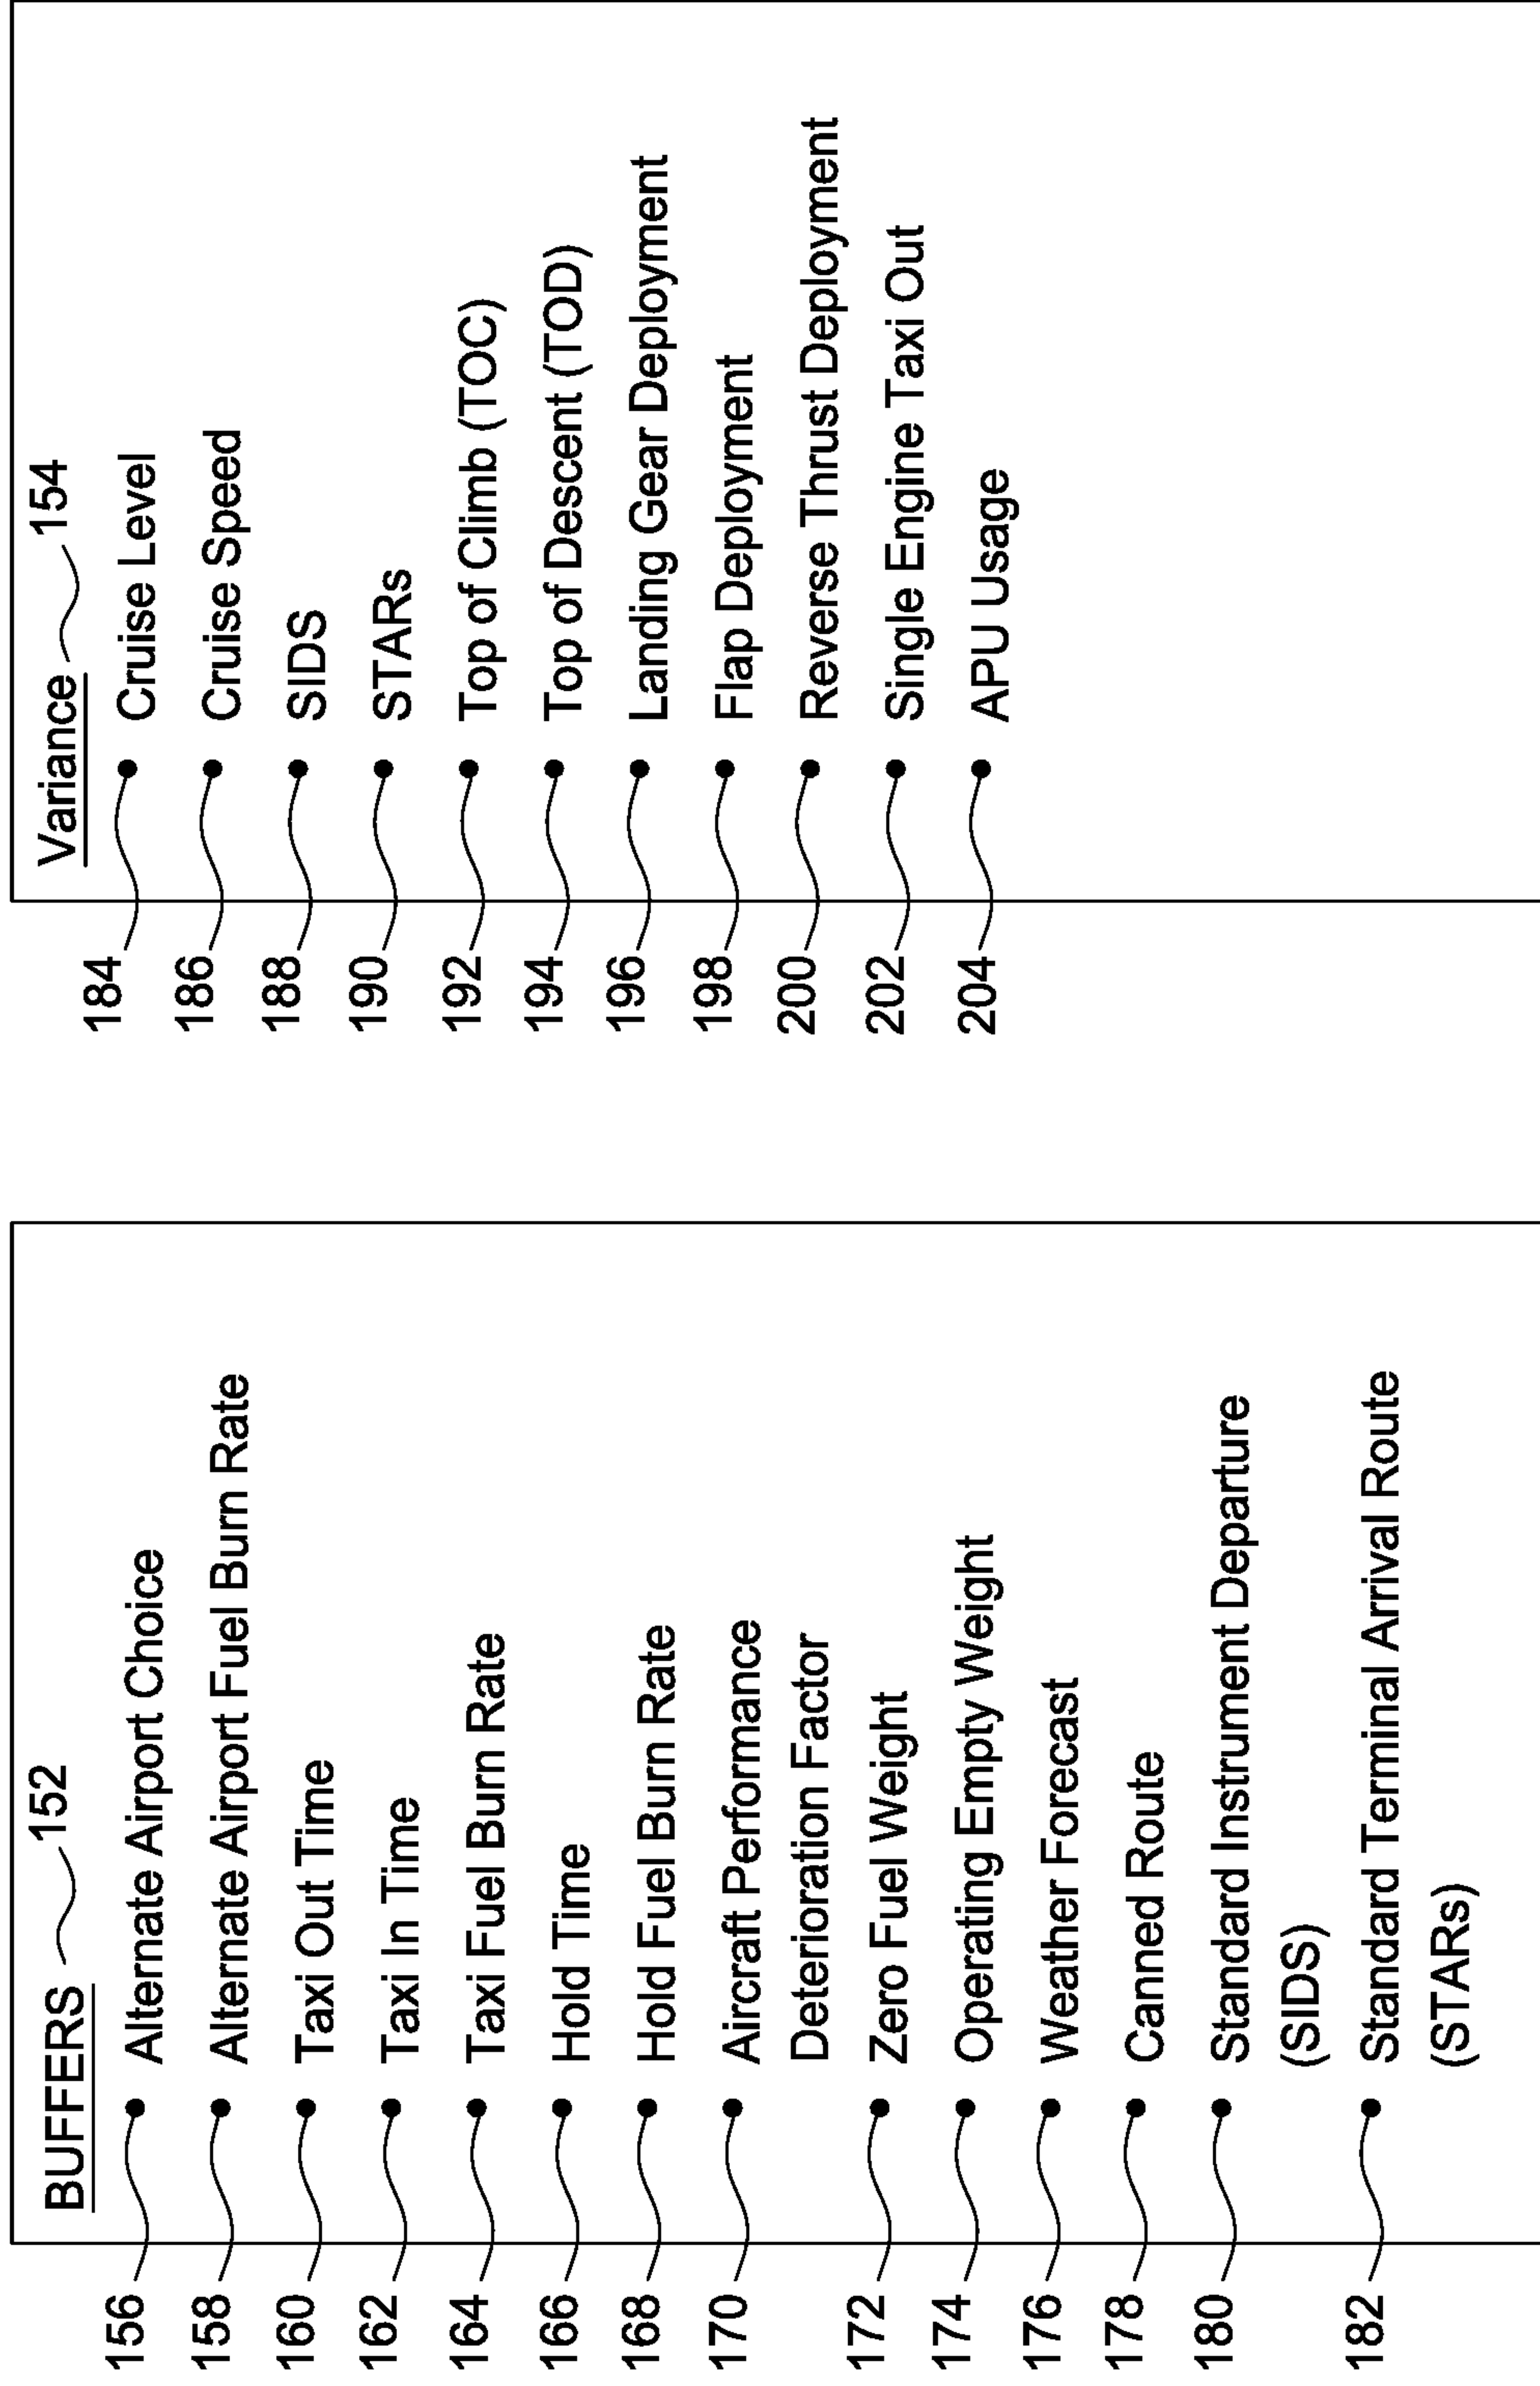 BUFFERS 152
156 Alternate Airport Choice
158 Alternate Airport Fuel Burn Rate
160 Taxi Out Time
162 Taxi In Time
164 Taxi Fuel Burn Rate
166 Hold Time
168 Hold Fuel Burn Rate
170 Aircraft Performance
Deterioration Factor
172 Zero Fuel Weight
174 Operating Empty Weight
176 Weather Forecast
178 Canned Route
180 Standard Instrument Departure
(SIDS)
182 Standard Terminal Arrival Route
(STARs)
Variance 154
184 Cruise Level
186 Cruise Speed
188 SIDS
190 STARs
192 Top of Climb (TOC)
194 Top of Descent (TOD)
196 Landing Gear Deployment
198 Flap Deployment
200 Reverse Thrust Deployment
202 Single Engine Taxi Out
204 APU Usage